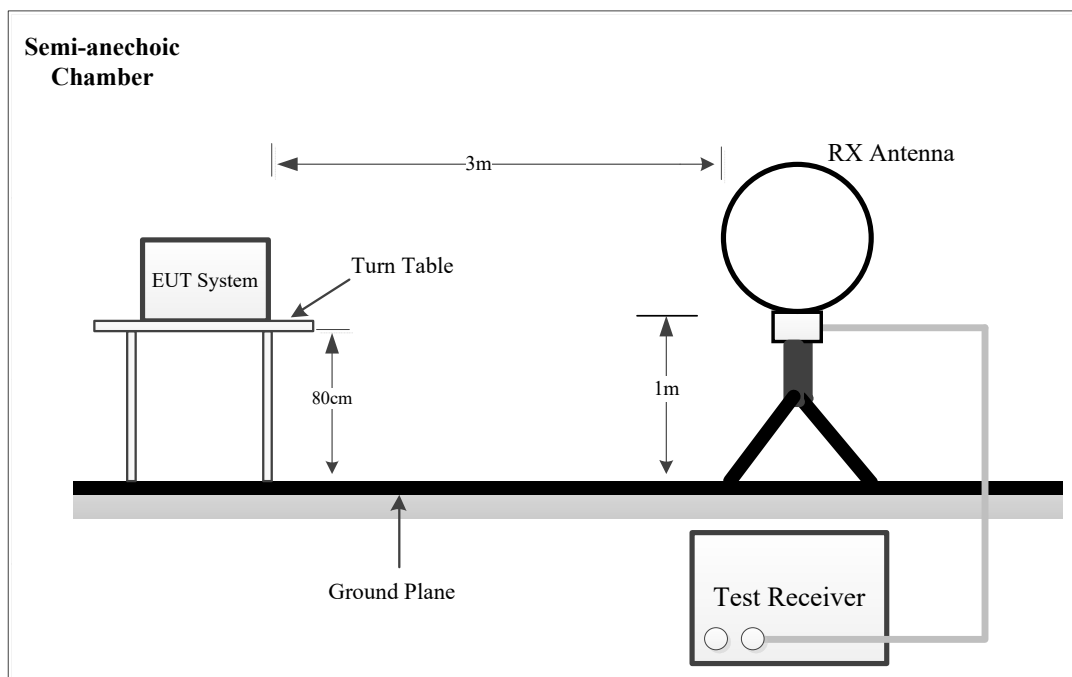 Semi-anechoic
Chamber
3m
RX Antenna
EUT System
Turn Table
80cm
1m
Ground Plane
Test Receiver